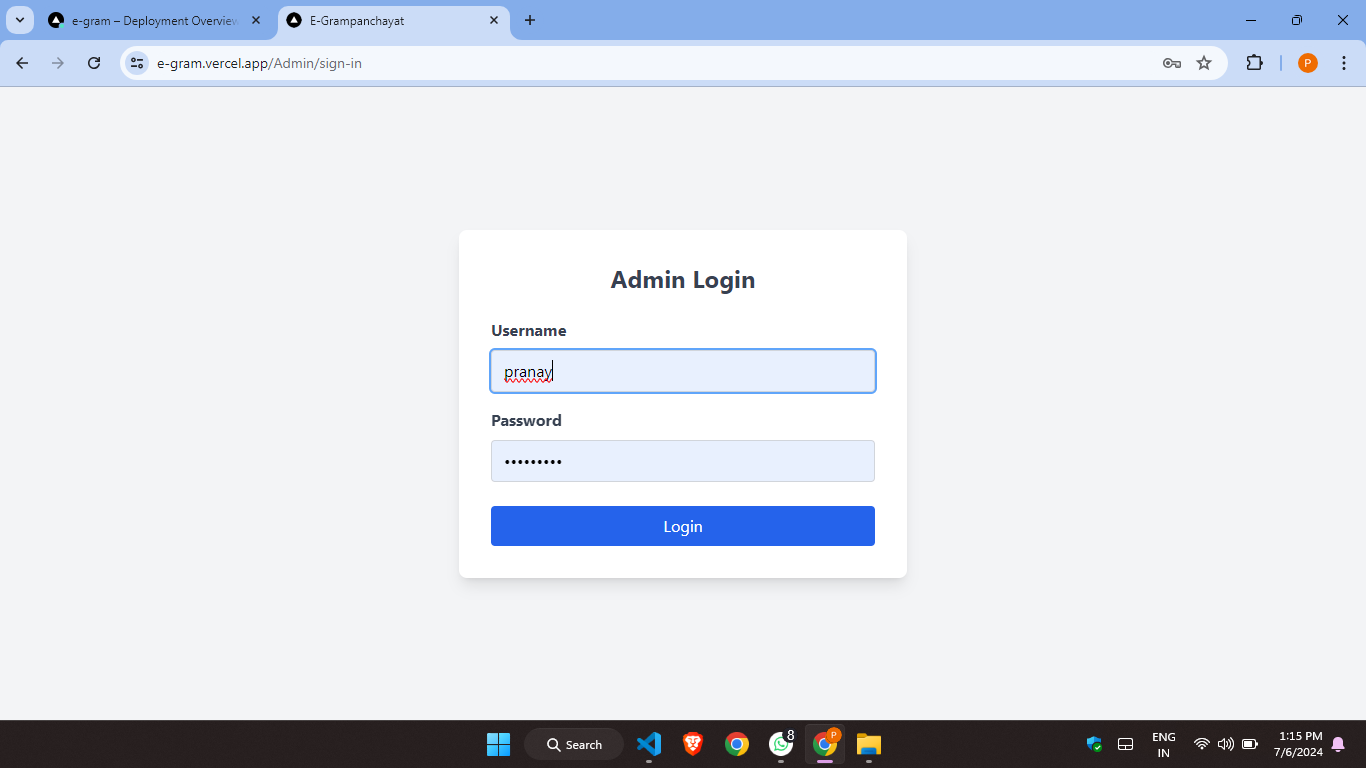 e-gram – Deployment Overview
E-Grampanchayat
e-gram.vercel.app/Admin/sign-in
P
Admin Login
Username
pranay
Password
•••••••••
Login
Search
8
P
ENG
IN
1:15 PM
7/6/2024